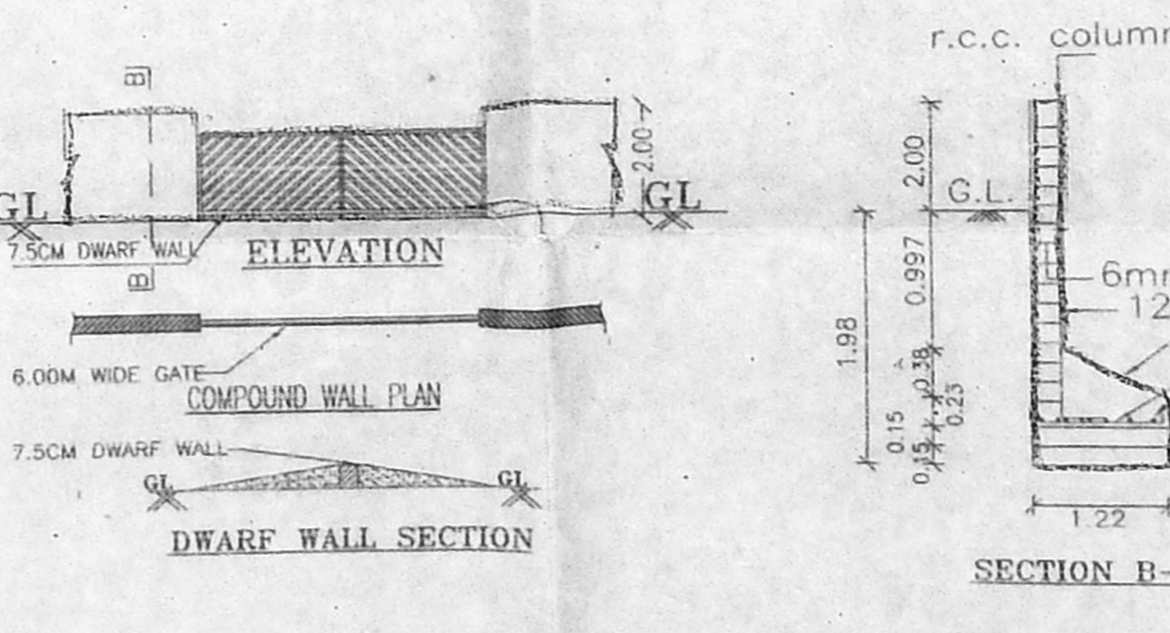 B
2.00
GL
GL
7.5CM DWARF WALL
ELEVATION
B
6.00M WIDE GATE
COMPOUND WALL PLAN
7.5CM DWARF WALL
GL
GL
DWARF WALL SECTION
r.c.c. column
2.00
G.L.
0.997
6mm
12
1.98
0.38
0.23
0.15
0.15
1.22
SECTION B-